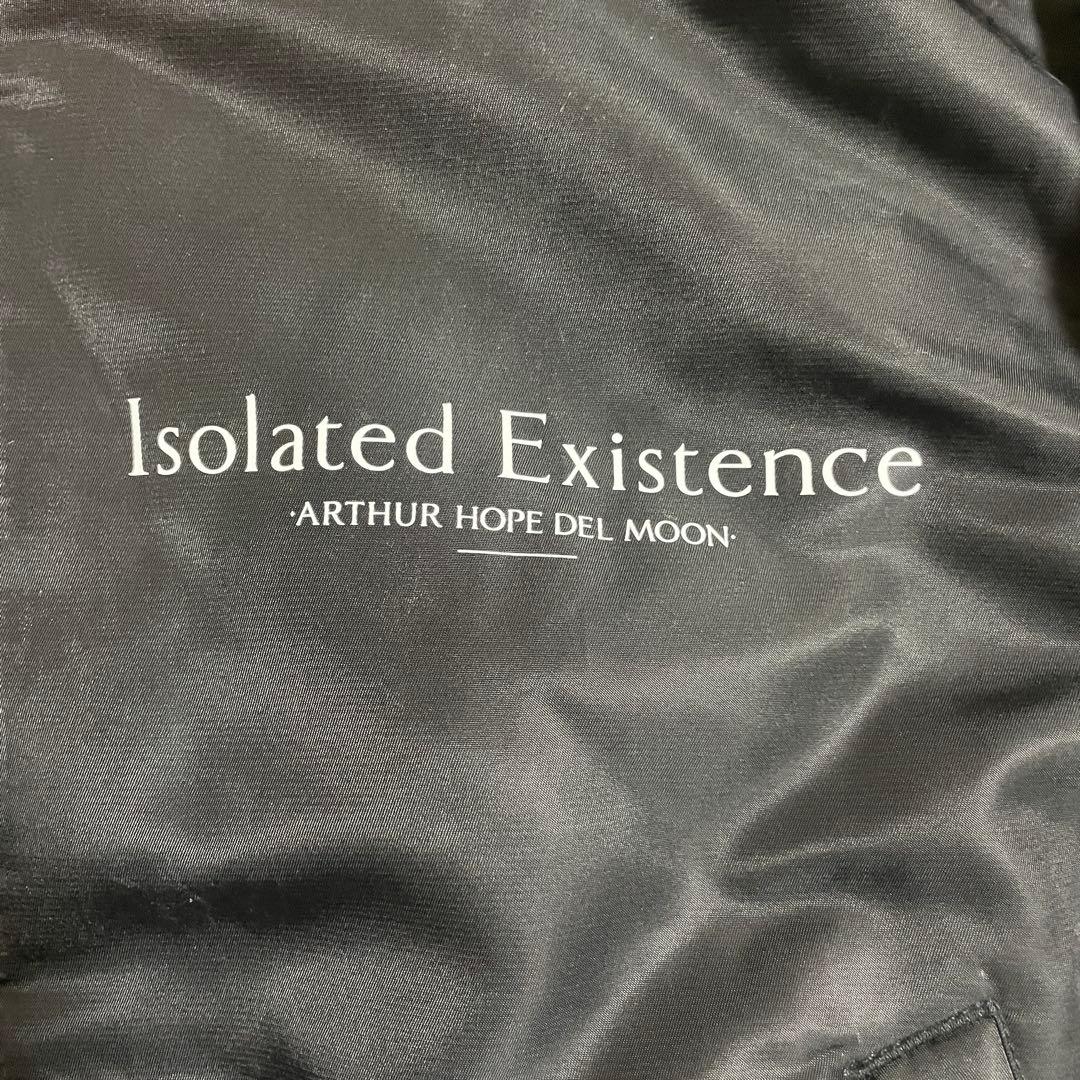 Isolated Existence
·ARTHUR HOPE DEL MOON·